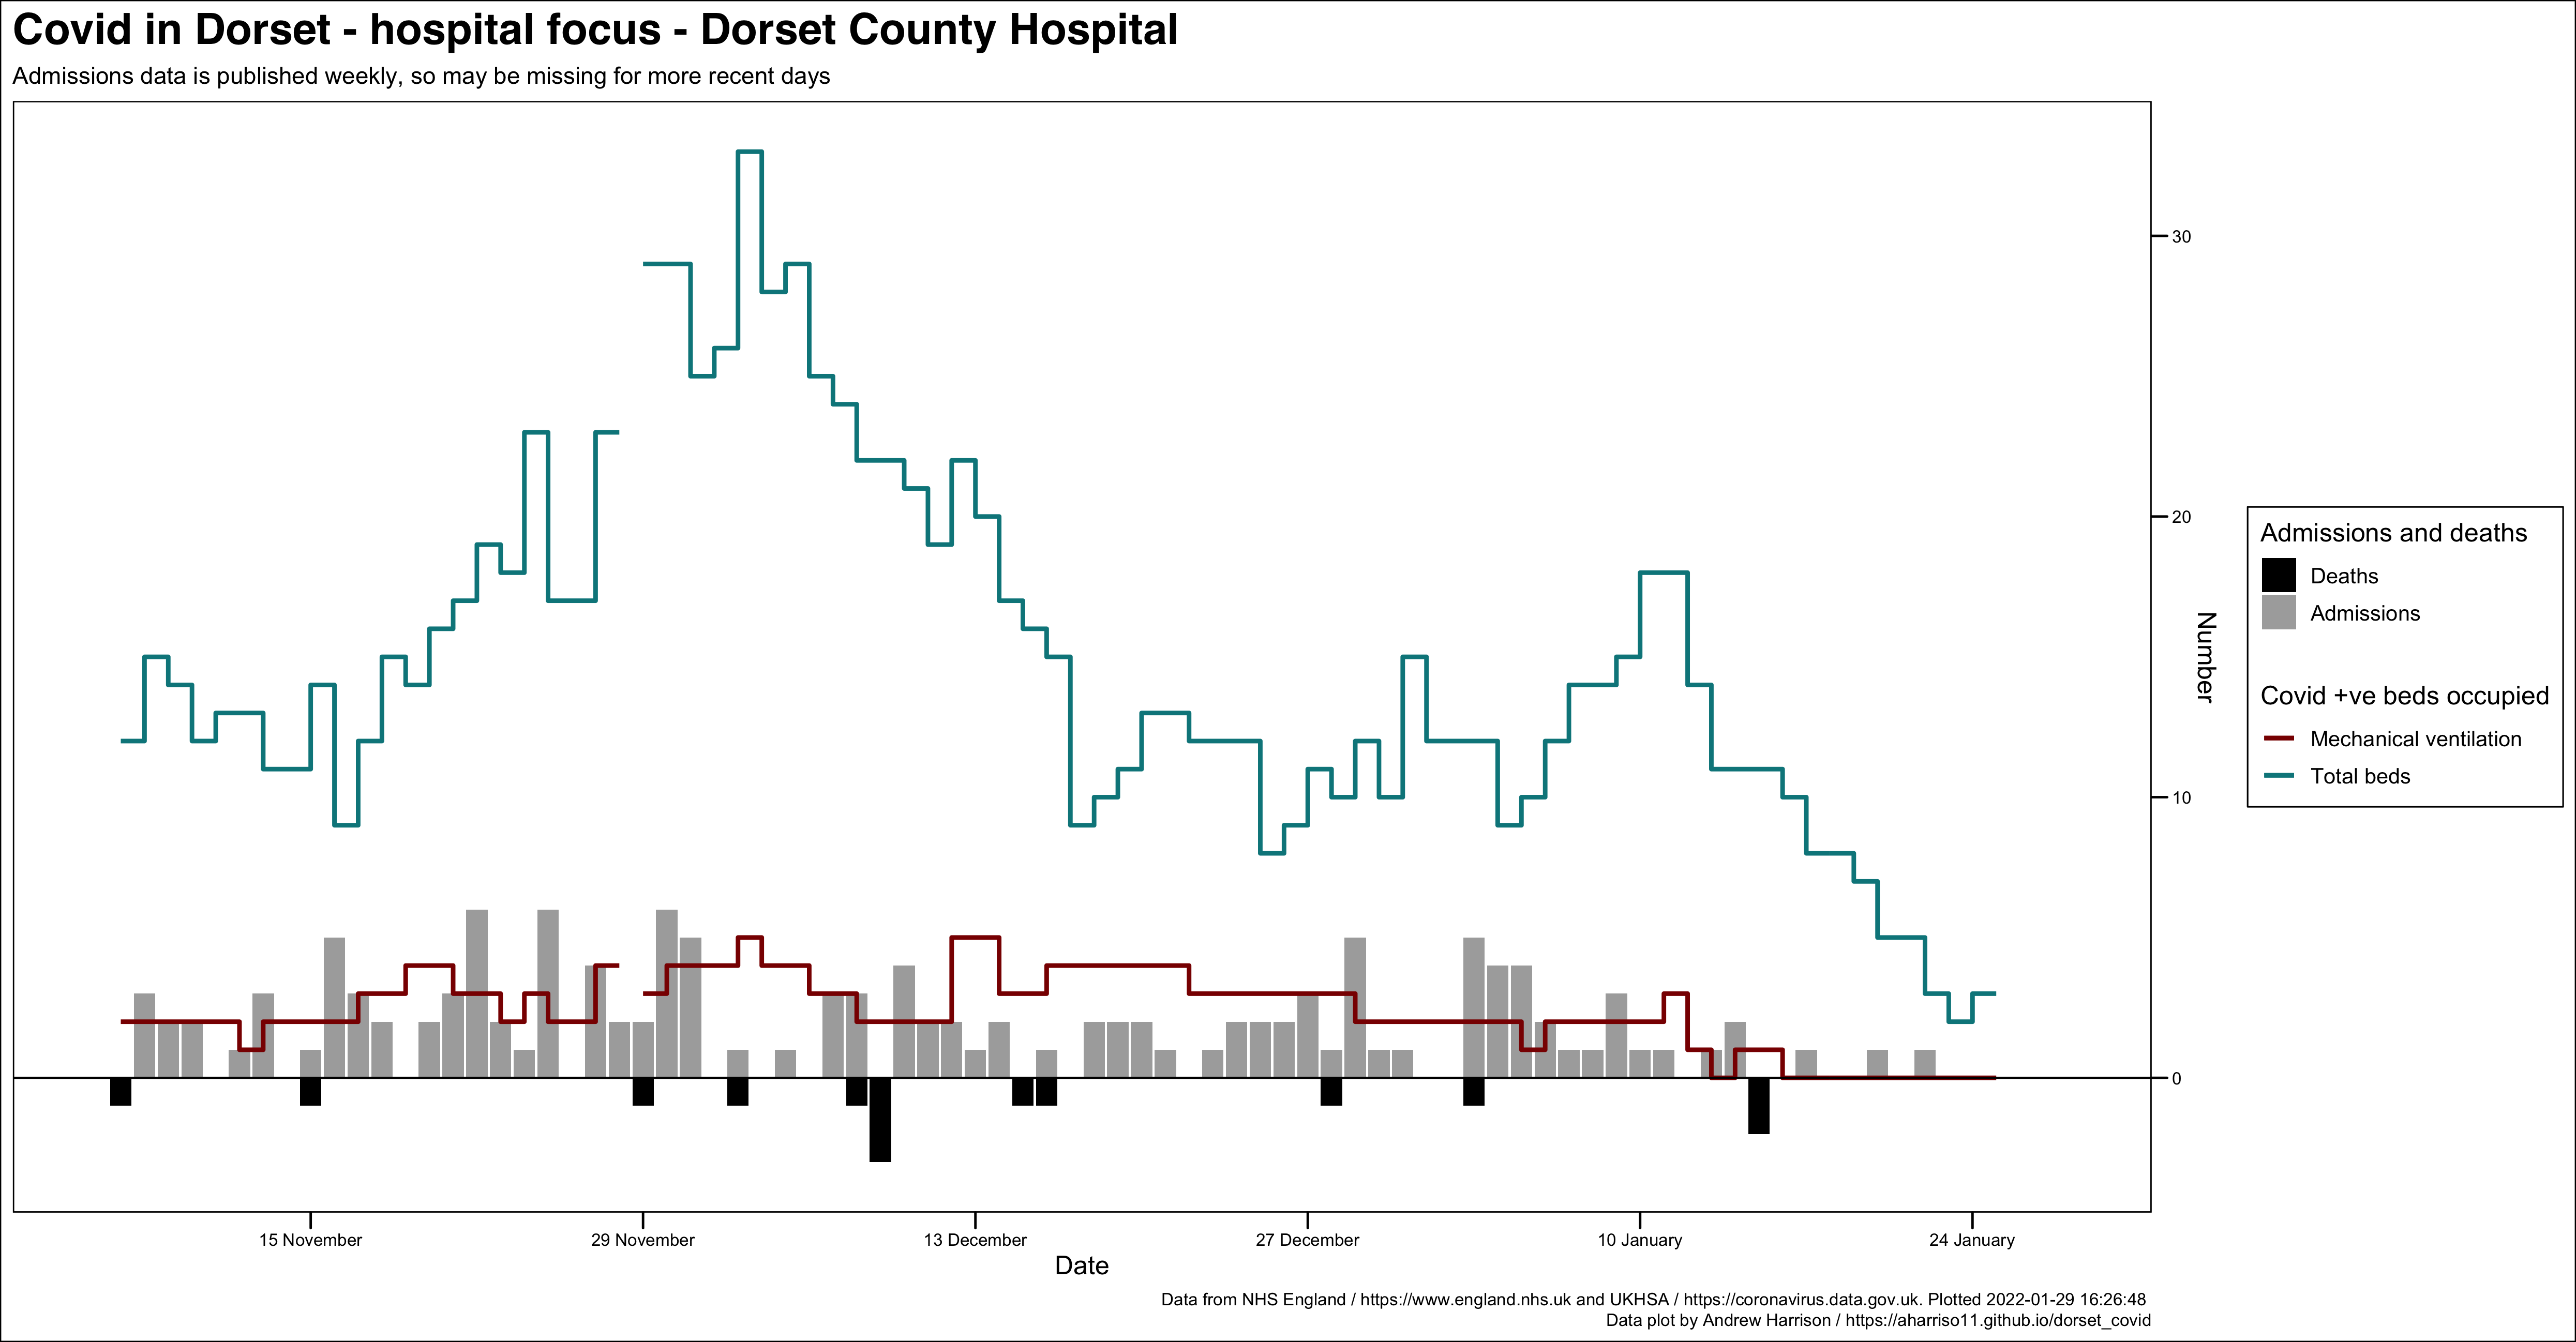 Covid in Dorset - hospital focus - Dorset County Hospital
Admissions data is published weekly, so may be missing for more recent days
30
20
10
0
Number
Admissions and deaths
Deaths
Admissions
Covid +ve beds occupied
Mechanical ventilation
Total beds
15 November
29 November
13 December
27 December
10 January
24 January
Date
Data from NHS England / https://www.england.nhs.uk and UKHSA / https://coronavirus.data.gov.uk. Plotted 2022-01-29 16:26:48
Data plot by Andrew Harrison / https://aharriso11.github.io/dorset_covid